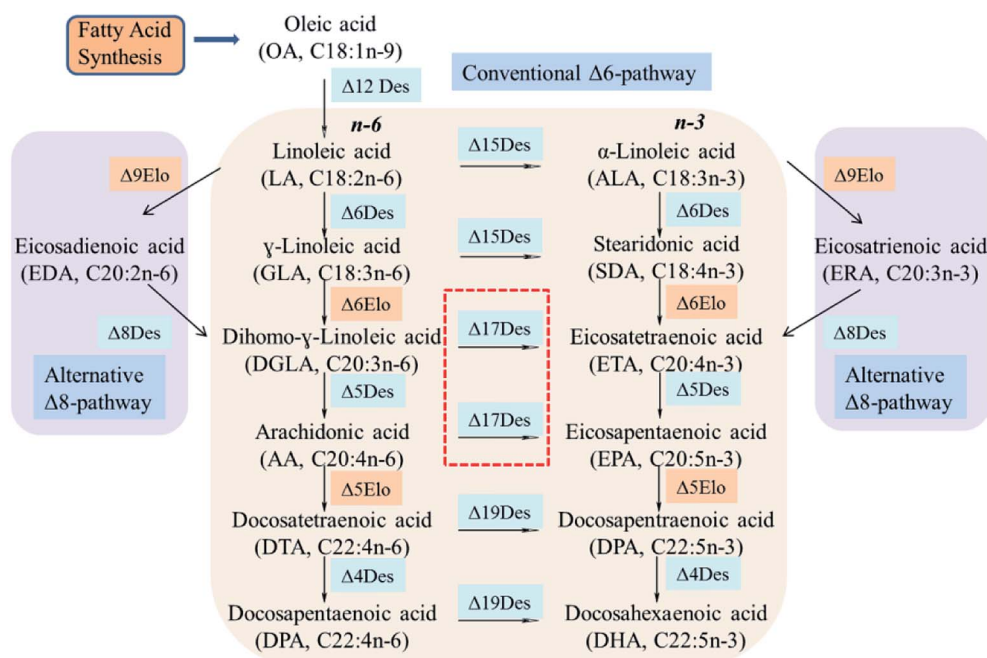 Fatty Acid
Synthesis
Oleic acid
(OA, C18:1n-9)
Δ12 Des
Conventional Δ6-pathway
n-6
n-3
Linoleic acid
(LA, C18:2n-6)
Δ15Des
α-Linoleic acid
(ALA, C18:3n-3)
Δ9Elo
Δ9Elo
Δ6Des
Δ6Des
Eicosadienoic acid
(EDA, C20:2n-6)
ɣ-Linoleic acid
(GLA, C18:3n-6)
Δ15Des
Stearidonic acid
(SDA, C18:4n-3)
Eicosatrienoic acid
(ERA, C20:3n-3)
Δ6Elo
Δ6Elo
Δ8Des
Dihomo-ɣ-Linoleic acid
(DGLA, C20:3n-6)
Δ17Des
Eicosatetraenoic acid
(ETA, C20:4n-3)
Δ8Des
Alternative
Δ8-pathway
Δ5Des
Δ5Des
Alternative
Δ8-pathway
Arachidonic acid
(AA, C20:4n-6)
Δ17Des
Eicosapentaenoic acid
(EPA, C20:5n-3)
Δ5Elo
Δ5Elo
Docosatetraenoic acid
(DTA, C22:4n-6)
Δ19Des
Docosapentraenoic acid
(DPA, C22:5n-3)
Δ4Des
Δ4Des
Docosapentaenoic acid
(DPA, C22:4n-6)
Δ19Des
Docosahexaenoic acid
(DHA, C22:5n-3)